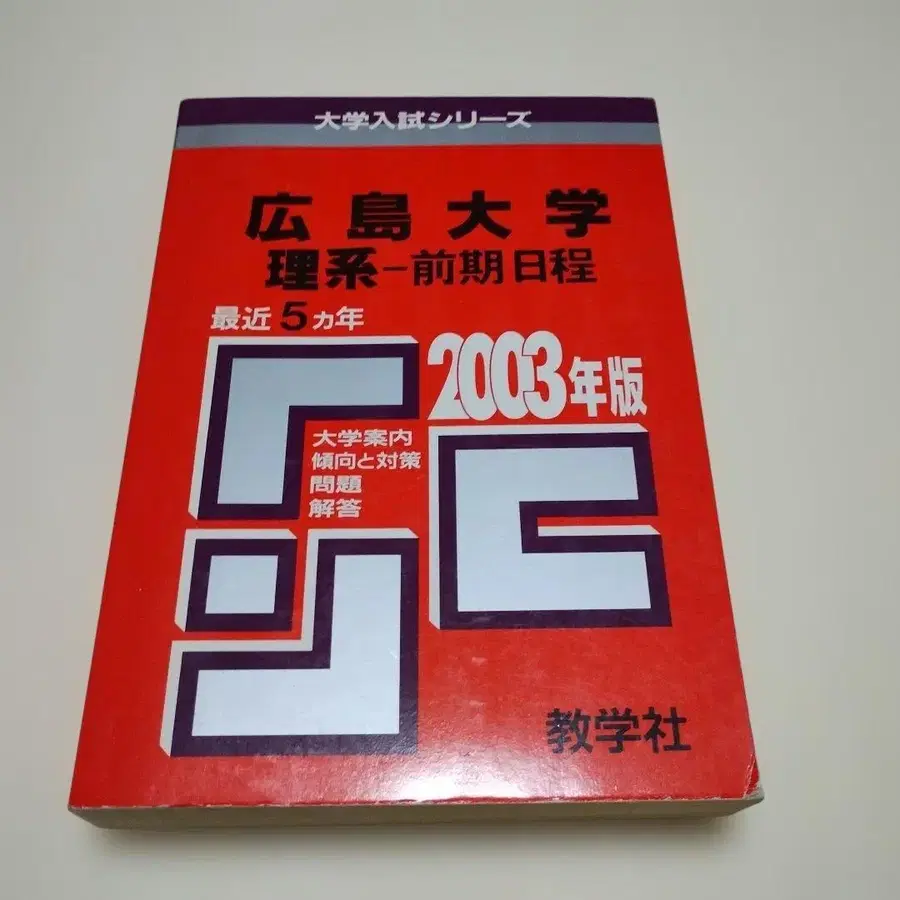 大学入試シリーズ
広島大学
理系-前期日程
最近5ヵ年
2003年版
大学案内
傾向と対策
問題
解答
教学社